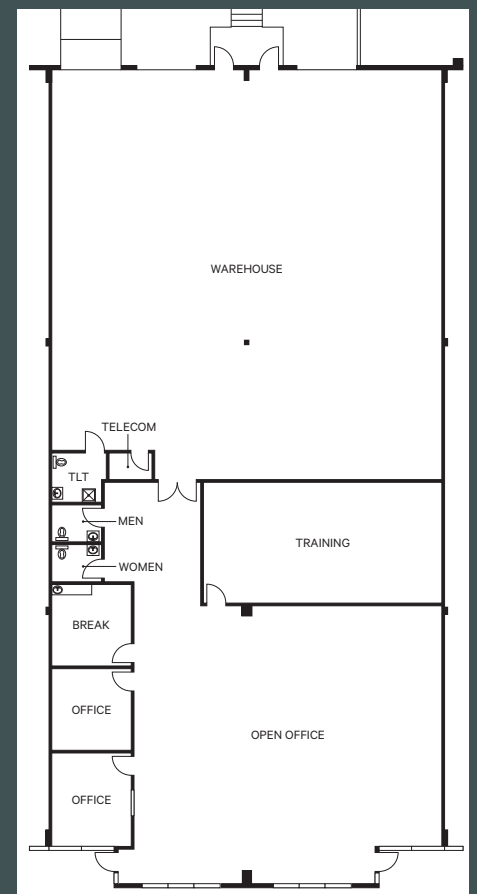 WAREHOUSE
TELECOM
TLT
MEN
TRAINING
WOMEN
BREAK
OFFICE
OPEN OFFICE
OFFICE